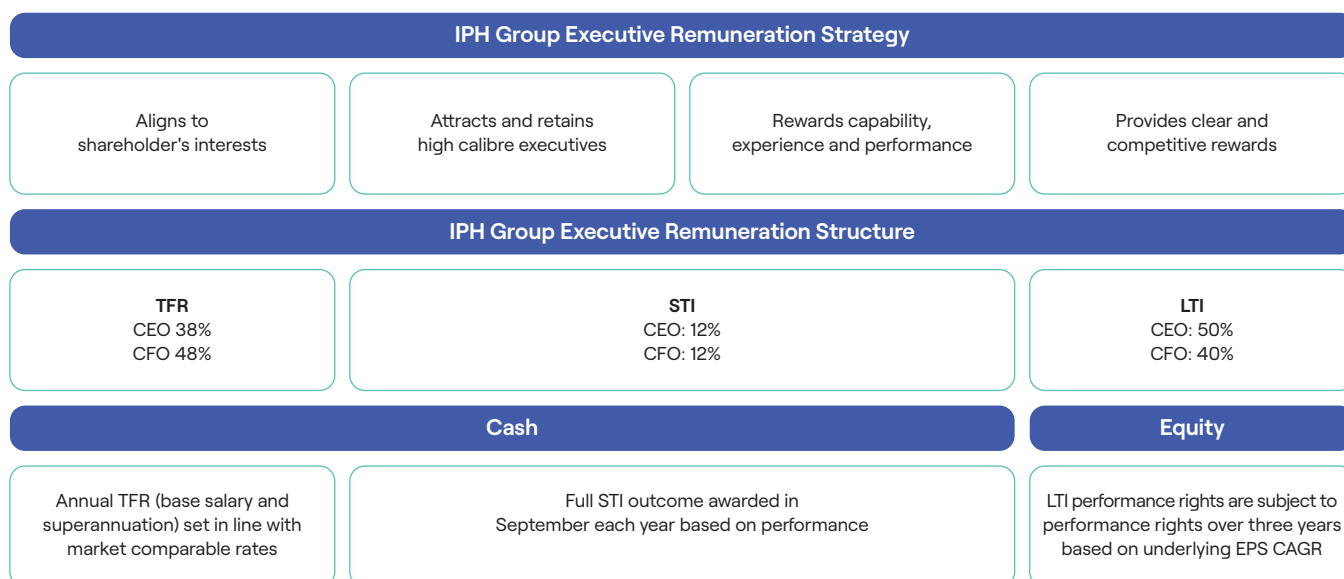 IPH Group Executive Remuneration Strategy
Aligns to
shareholder's interests
Attracts and retains
high calibre executives
Rewards capability,
experience and performance
Provides clear and
competitive rewards
IPH Group Executive Remuneration Structure
TFR
CEO 38%
CFO 48%
STI
CEO: 12%
CFO: 12%
LTI
CEO: 50%
CFO: 40%
Cash
Equity
Annual TFR (base salary and
superannuation) set in line with
market comparable rates
Full STI outcome awarded in
September each year based on performance
LTI performance rights are subject to
performance rights over three years
based on underlying EPS CAGR